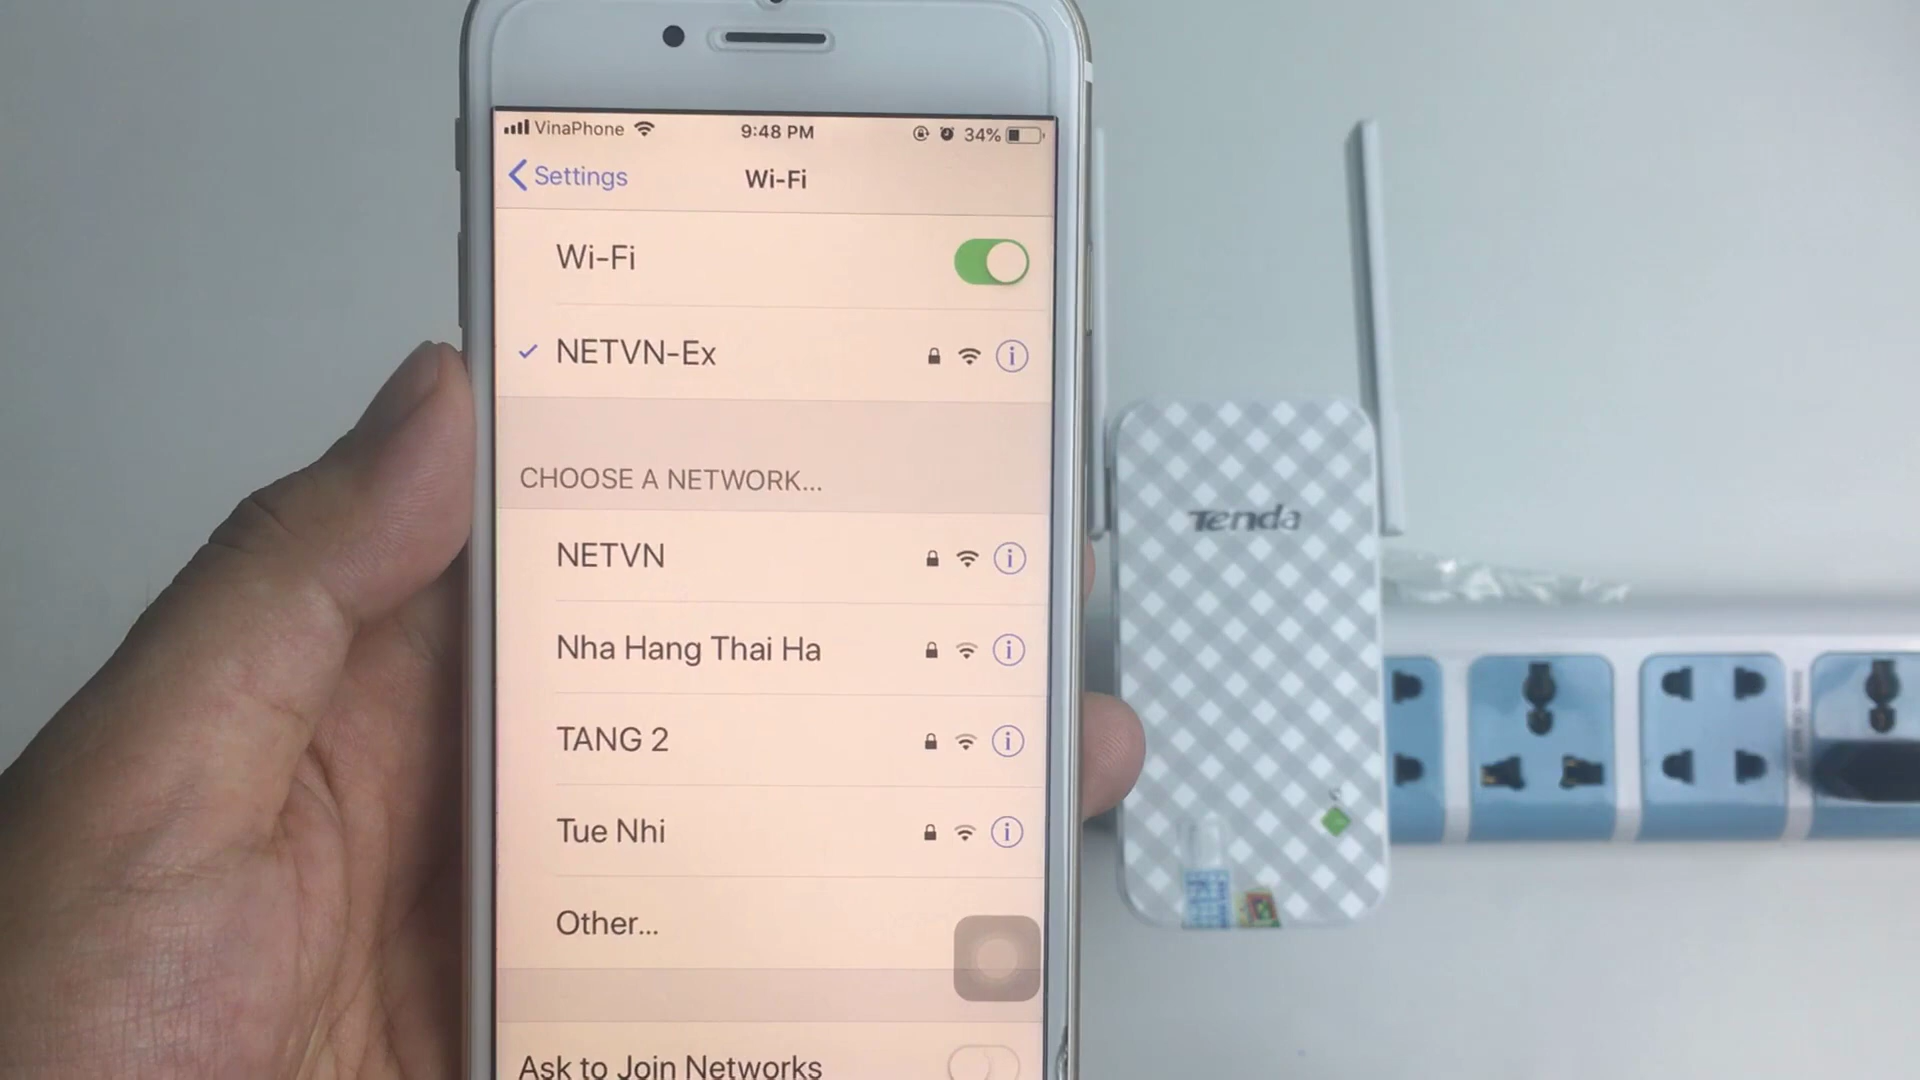 VinaPhone 9:48 PM 34%
Settings Wi-Fi
Wi-Fi
NETVN-Ex
CHOOSE A NETWORK...
NETVN
Nha Hang Thai Ha
TANG 2
Tue Nhi
Other...
Ask to Join Networks
Tenda